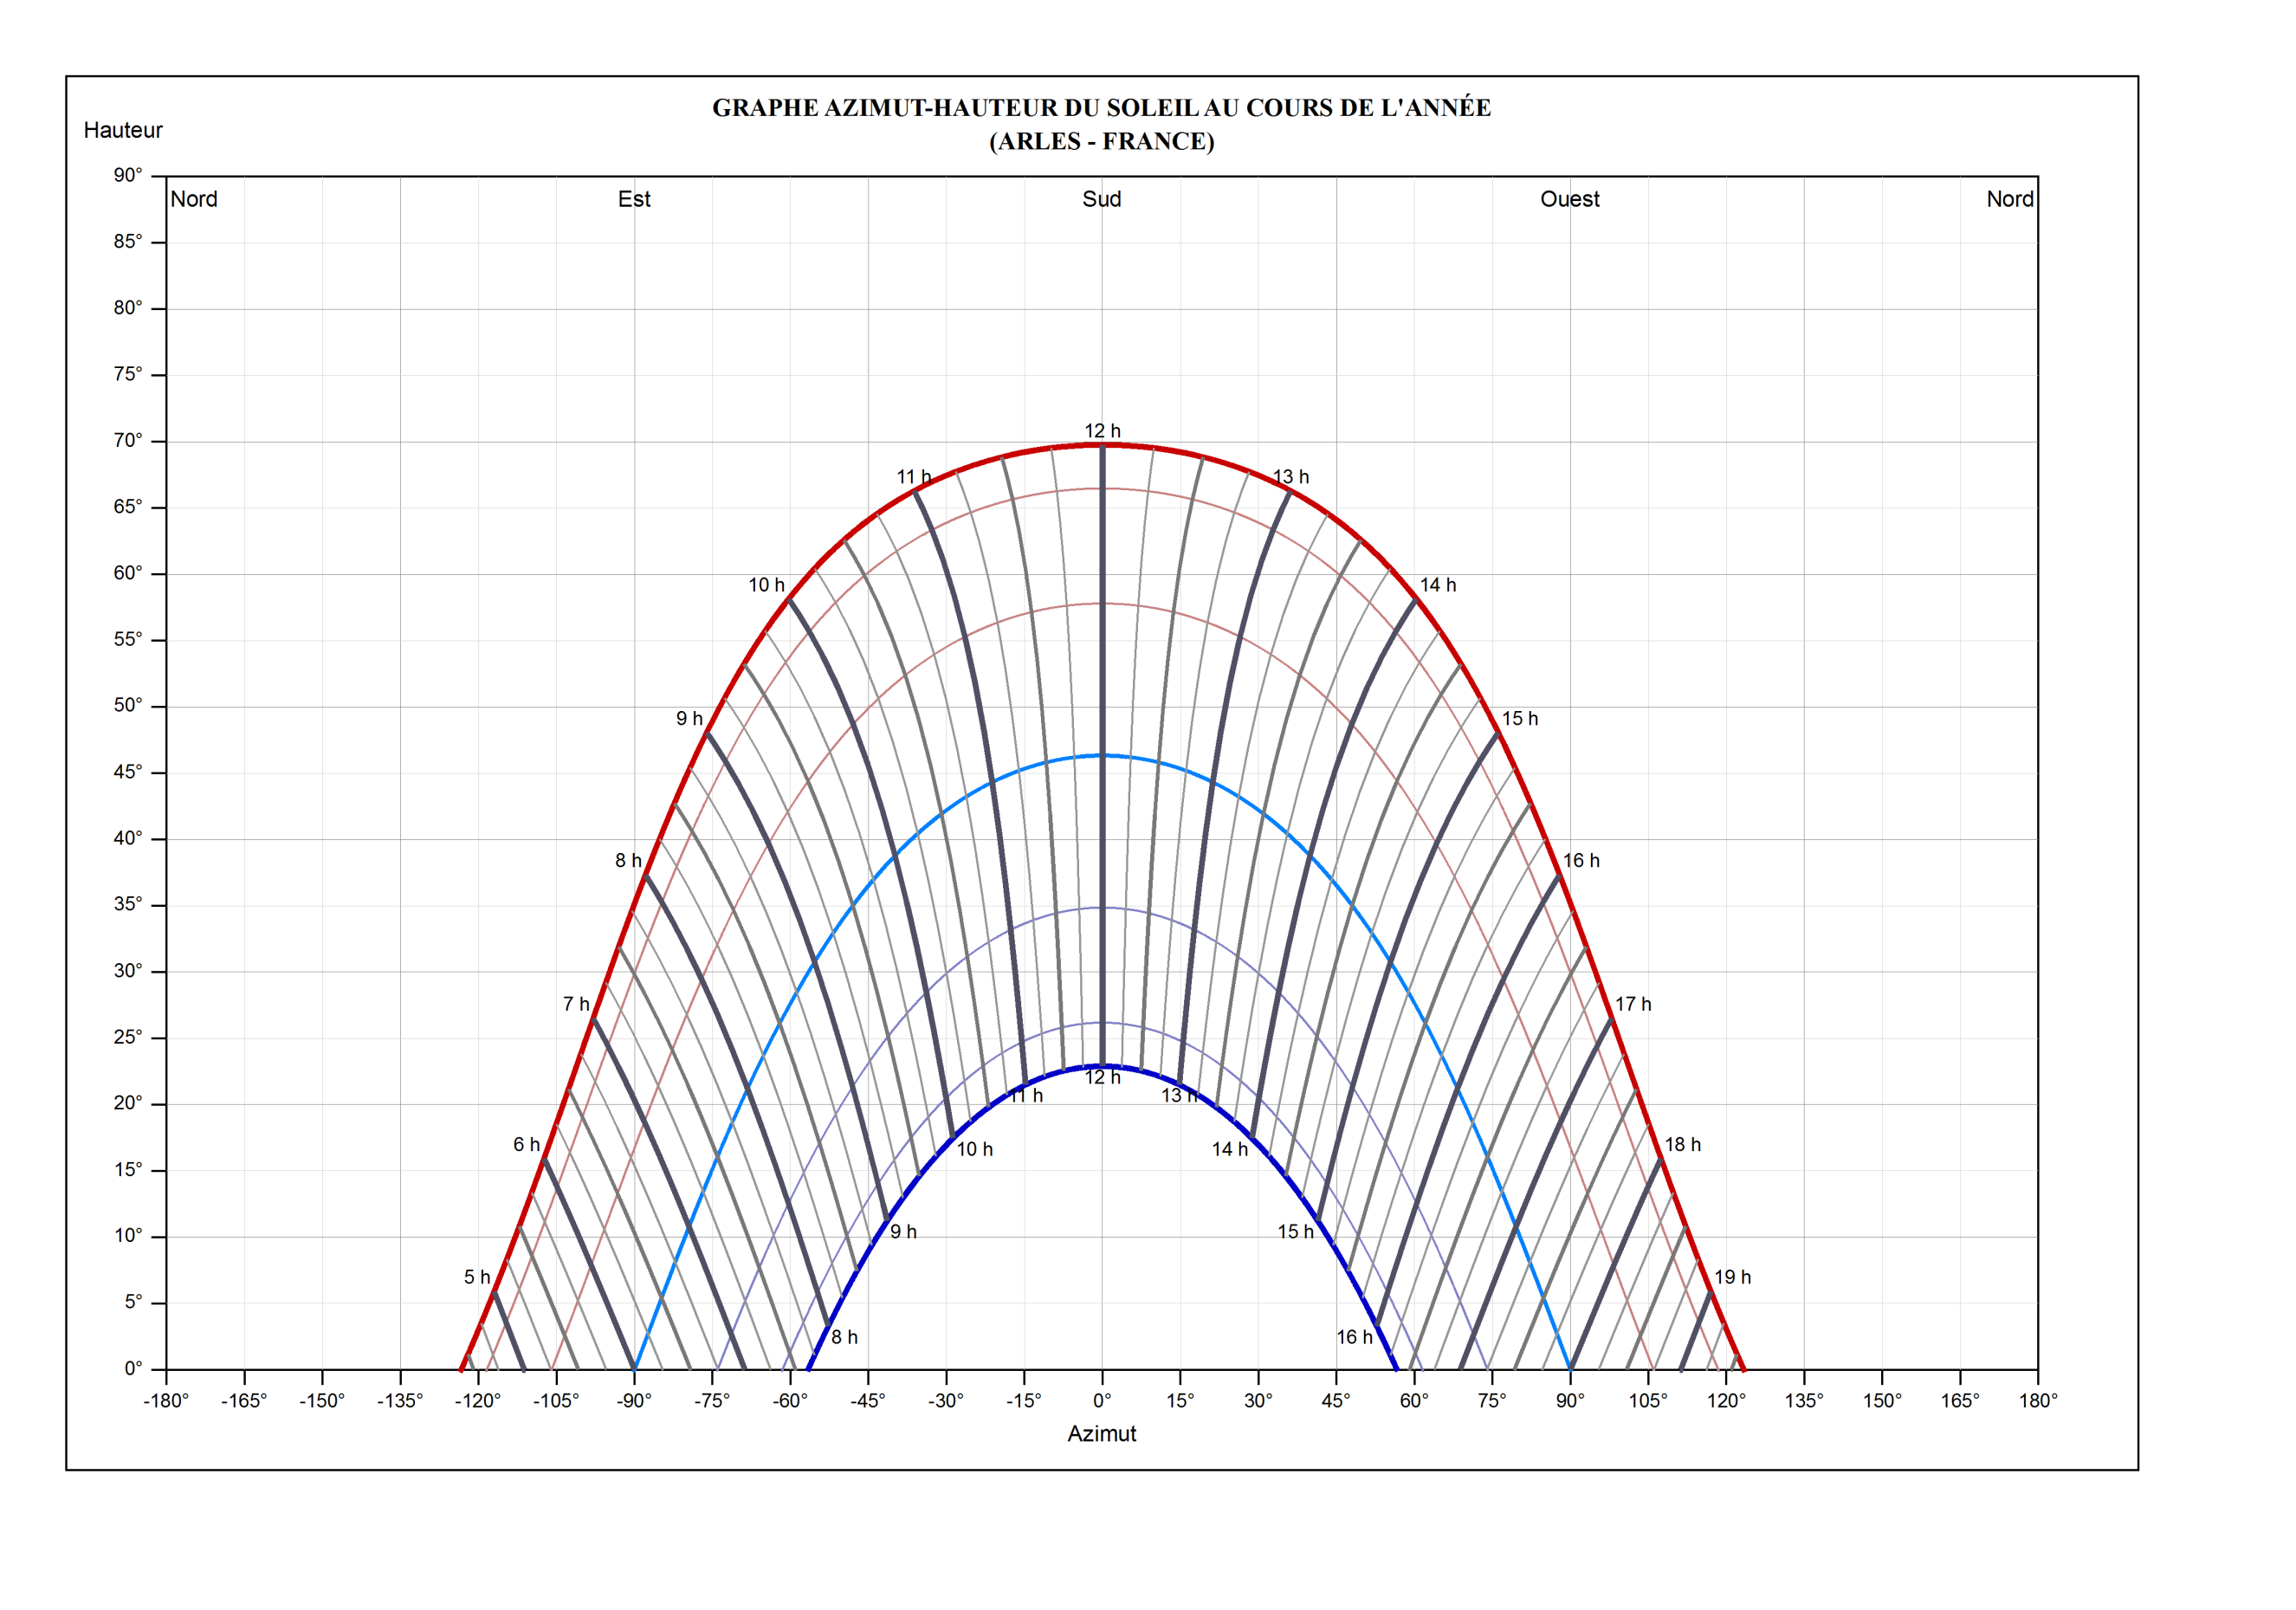 GRAPHE AZIMUT-HAUTEUR DU SOLEIL AU COURS DE L'ANNÉE
(ARLES - FRANCE)
Hauteur
90°
Nord Est Sud Ouest Nord
85°
80°
75°
70°
12 h
11 h 13 h
65°
60°
10 h 14 h
55°
50°
9 h 15 h
45°
40°
8 h 16 h
35°
30°
7 h 17 h
25°
20°
12 h
11 h 13 h
6 h 18 h
10 h 14 h
15°
10°
9 h 15 h
5 h 19 h
5°
8 h 16 h
0°
-180° -165° -150° -135° -120° -105° -90° -75° -60° -45° -30° -15° 0° 15° 30° 45° 60° 75° 90° 105° 120° 135° 150° 165° 180°
Azimut